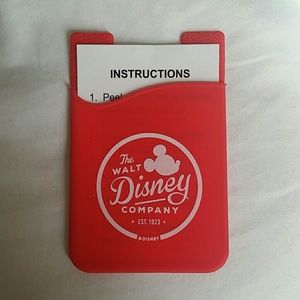 INSTRUCTIONS
1. Peel
The
WALT
Disney
COMPANY
• EST. 1923 •
©DISNEY